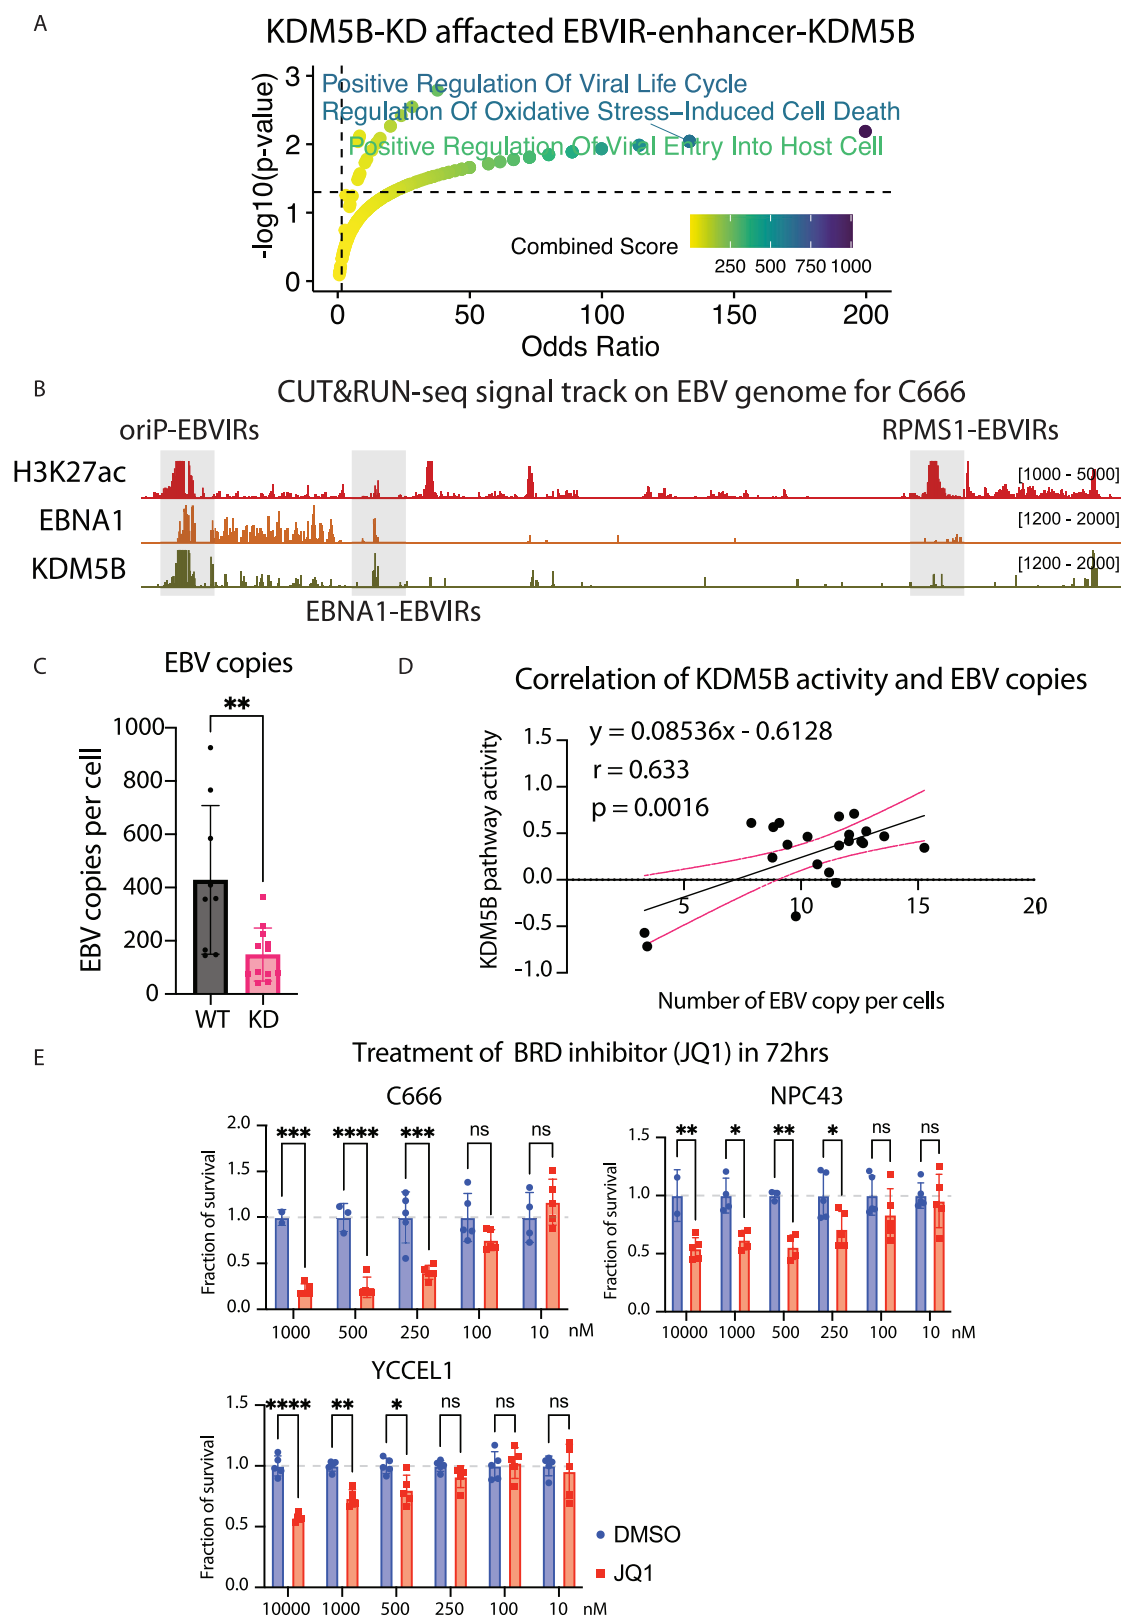 A
KDM5B-KD affacted EBVIR-enhancer-KDM5B
-log10(p-value)
3
2
1
0
Positive Regulation Of Viral Life Cycle
Regulation Of Oxidative Stress-Induced Cell Death
Positive Regulation Of Viral Entry Into Host Cell
Combined Score
250 500 750 1000
0 50 100 150 200
Odds Ratio
B
CUT&RUN-seq signal track on EBV genome for C666
oriP-EBVIRs
RPMS1-EBVIRs
H3K27ac
[1000 - 5000]
EBNA1
[1200 - 2000]
KDM5B
[1200 - 2000]
EBNA1-EBVIRs
C
EBV copies
**
EBV copies per cell
1000
800
600
400
200
0
WT KD
D
Correlation of KDM5B activity and EBV copies
y = 0.08536x - 0.6128
r = 0.633
p = 0.0016
KDM5B pathway activity
1.5
1.0
0.5
0.0
-0.5
-1.0
5 10 15 20
Number of EBV copy per cells
E
Treatment of BRD inhibitor (JQ1) in 72hrs
C666
*** **** *** ns ns
Fraction of survival
2.0
1.5
1.0
0.5
0.0
1000 500 250 100 10 nM
NPC43
** * ** * ns ns
Fraction of survival
1.5
1.0
0.5
0.0
10000 1000 500 250 100 10 nM
YCCEL1
**** ** * ns ns ns
Fraction of survival
1.5
1.0
0.5
0.0
10000 1000 500 250 100 10 nM
DMSO
JQ1